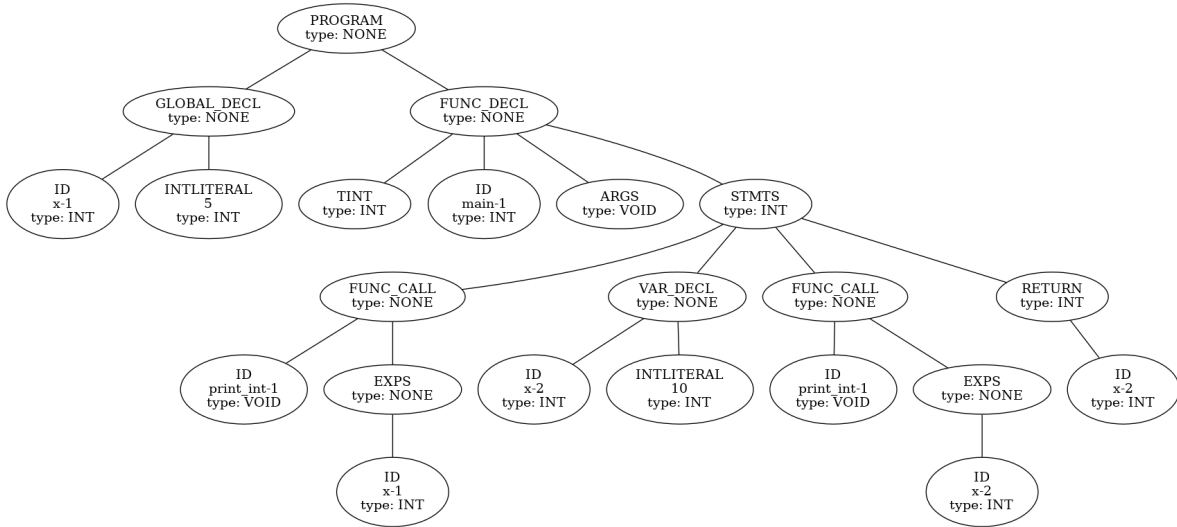 PROGRAM
type: NONE
GLOBAL_DECL
type: NONE
FUNC_DECL
type: NONE
ID
x-1
type: INT
INTLITERAL
5
type: INT
TINT
type: INT
ID
main-1
type: INT
ARGS
type: VOID
STMTS
type: INT
FUNC_CALL
type: NONE
VAR_DECL
type: NONE
FUNC_CALL
type: NONE
RETURN
type: INT
ID
print_int-1
type: VOID
EXPS
type: NONE
ID
x-2
type: INT
INTLITERAL
10
type: INT
ID
print_int-1
type: VOID
EXPS
type: NONE
ID
x-2
type: INT
ID
x-1
type: INT
ID
x-2
type: INT